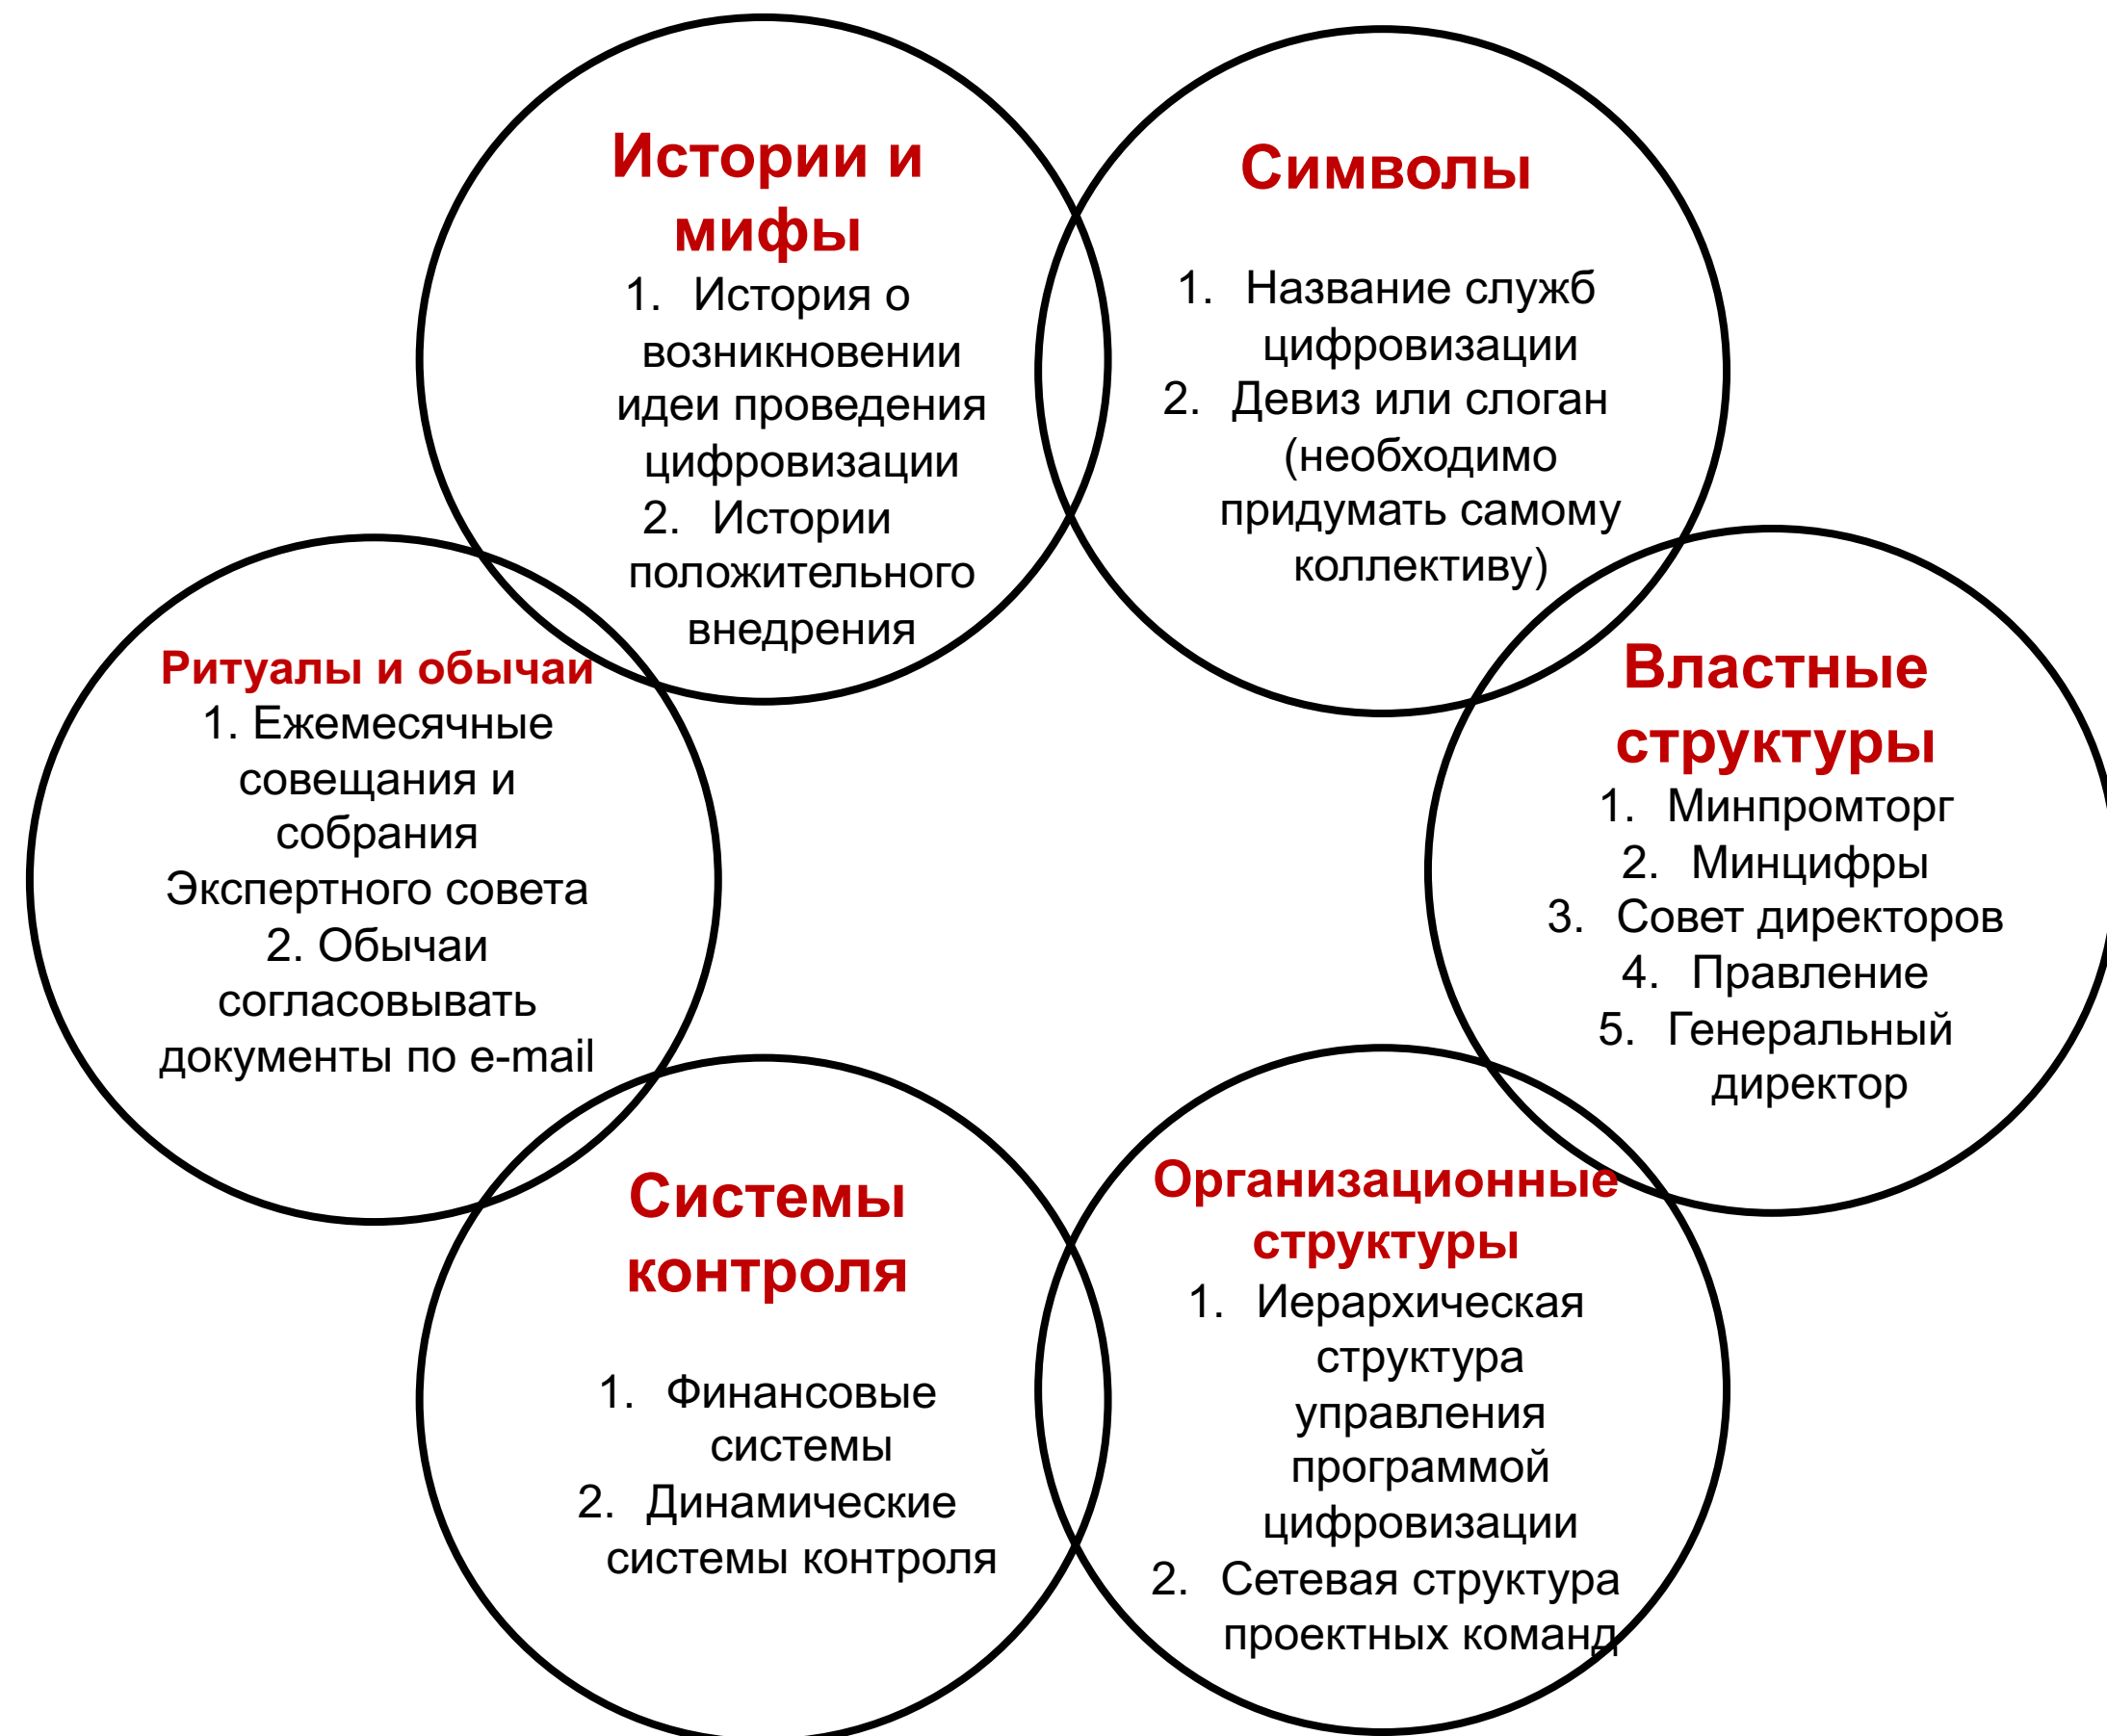 Истории и
мифы
1. История о
возникновении
идеи проведения
цифровизации
2. Истории
положительного
внедрения
Символы
1. Название служб
цифровизации
2. Девиз или слоган
(необходимо
придумать самому
коллективу)
Ритуалы и обычаи
1. Ежемесячные
совещания и
собрания
Экспертного совета
2. Обычаи
согласовывать
документы по e-mail
Властные
структуры
1. Минпромторг
2. Минцифры
3. Совет директоров
4. Правление
5. Генеральный
директор
Системы
контроля
1. Финансовые
системы
2. Динамические
системы контроля
Организационные
структуры
1. Иерархическая
структура
управления
программой
цифровизации
2. Сетевая структура
проектных команд